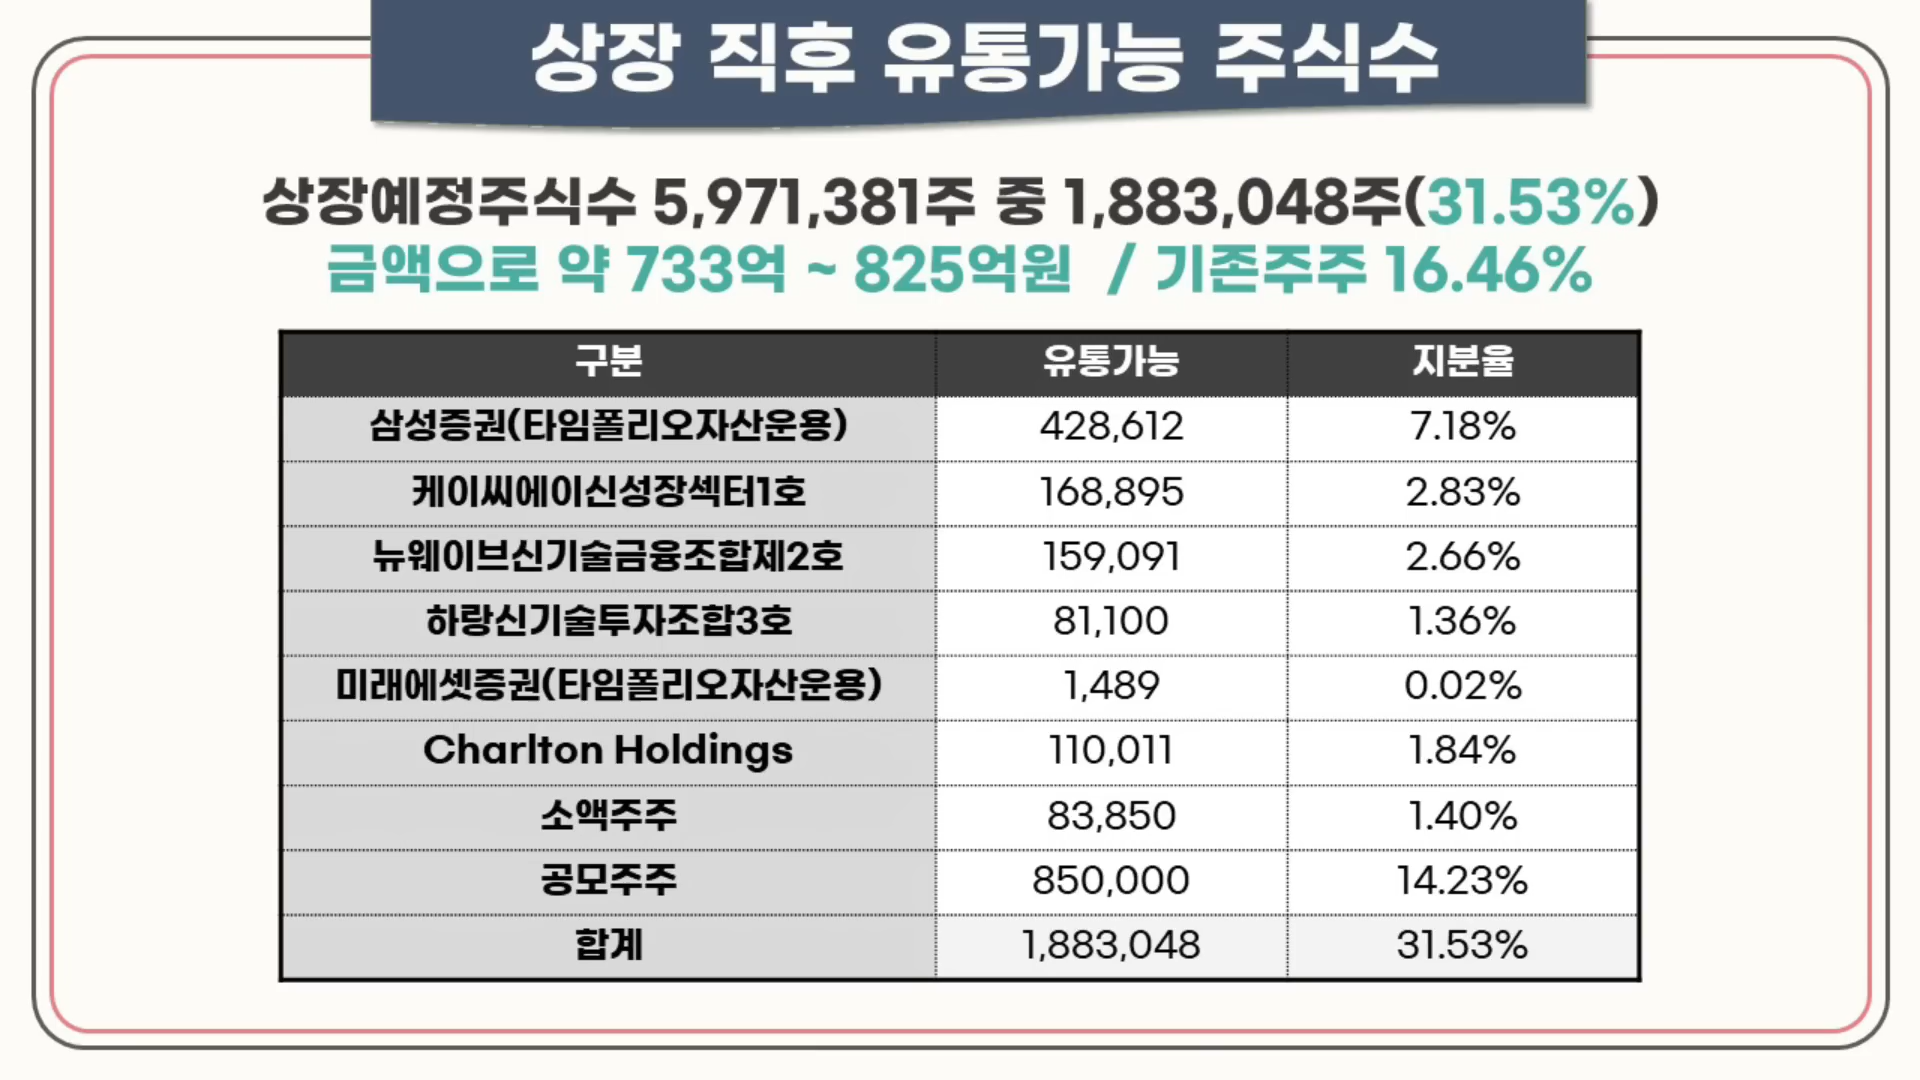 상장 직후 유통가능 주식수
상장예정주식수 5,971,381주 중 1,883,048주(31.53%)
금액으로 약 733억 ~ 825억원 / 기존주주 16.46%
구분 유통가능 지분율
삼성증권(타임폴리오자산운용) 428,612 7.18%
케이씨에이신성장섹터1호 168,895 2.83%
뉴웨이브신기술금융조합제2호 159,091 2.66%
하랑신기술투자조합3호 81,100 1.36%
미래에셋증권(타임폴리오자산운용) 1,489 0.02%
Charlton Holdings 110,011 1.84%
소액주주 83,850 1.40%
공모주주 850,000 14.23%
합계 1,883,048 31.53%